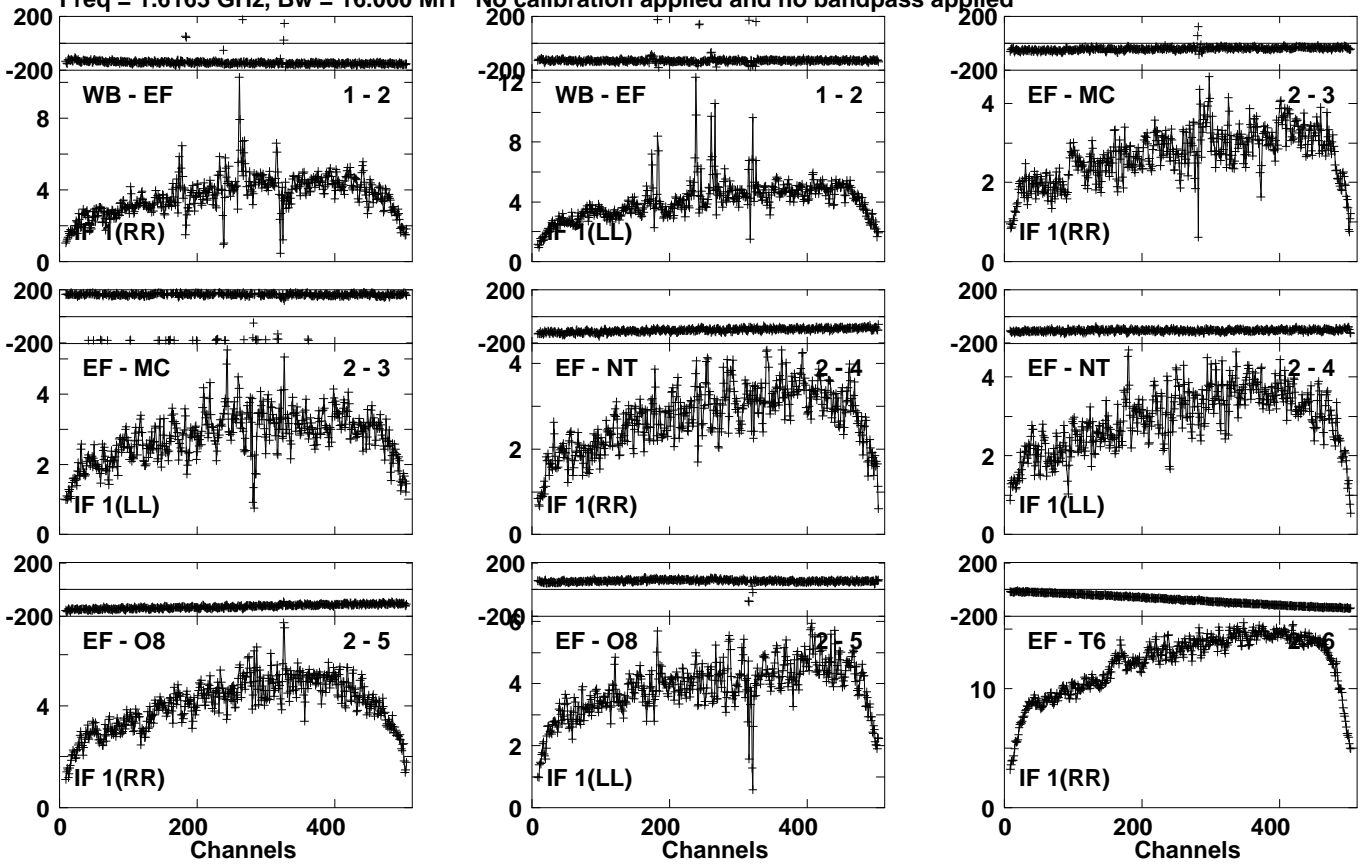 Freq = 1.6163 GHz, Bw = 16.000 MH No calibration applied and no bandpass applied
200
-200
WB - EF 1 - 2
8
4
0
IF 1(RR)
200
-200
12
WB - EF 1 - 2
8
4
0
IF 1(LL)
200
-200
EF - MC 2 - 3
4
2
0
IF 1(RR)
200
-200
EF - MC 2 - 3
4
2
0
IF 1(LL)
200
-200
EF - NT 2 - 4
4
2
0
IF 1(RR)
200
-200
EF - NT 2 - 4
4
2
0
IF 1(LL)
200
-200
EF - O8 2 - 5
4
0
IF 1(RR)
0 200 400
Channels
200
-200
6
EF - O8 2 - 5
4
2
0
IF 1(LL)
0 200 400
Channels
200
-200
EF - T6 2 - 6
10
0
IF 1(RR)
0 200 400
Channels